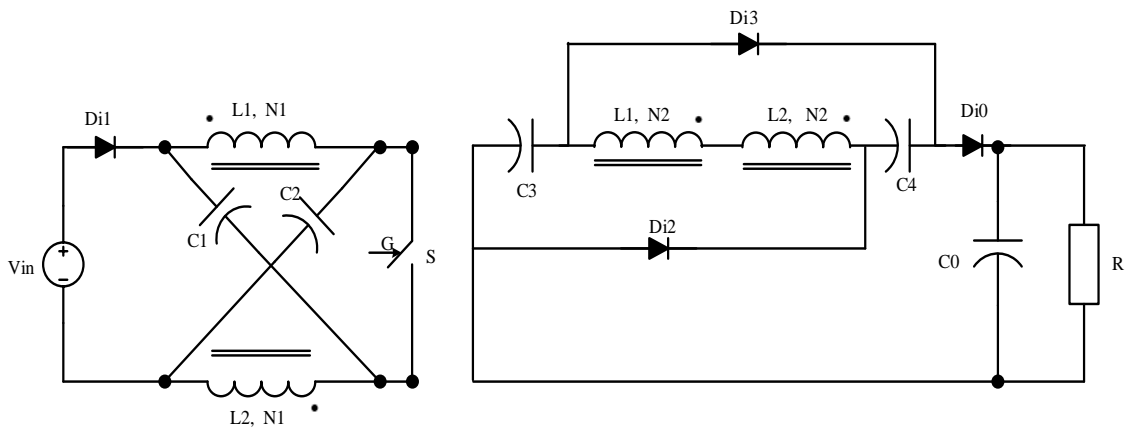 Di3
L1, N1
L1, N2
L2, N2
Di1
Di0
C3
C4
C2
C1
G
S
Di2
Vin
C0
R
L2, N1